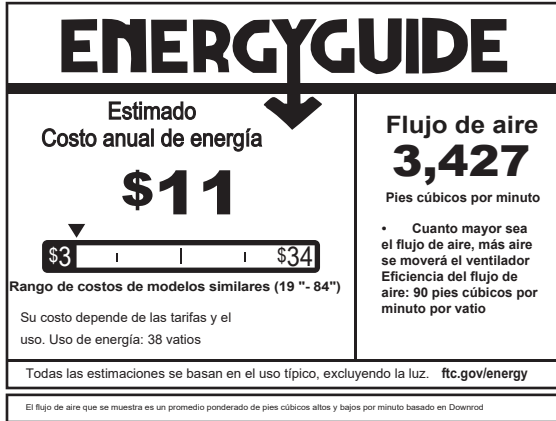 ENERGYGUIDE
Estimado
Costo anual de energía
$11
$3
$34
Rango de costos de modelos similares (19 "- 84")
Su costo depende de las tarifas y el
uso. Uso de energía: 38 vatios
Flujo de aire
3,427
Pies cúbicos por minuto
• Cuanto mayor sea
el flujo de aire, más aire
se moverá el ventilador
Eficiencia del flujo de
aire: 90 pies cúbicos por
minuto por vatio
Todas las estimaciones se basan en el uso típico, excluyendo la luz. ftc.gov/energy
El flujo de aire que se muestra es un promedio ponderado de pies cúbicos altos y bajos por minuto basado en Downrod